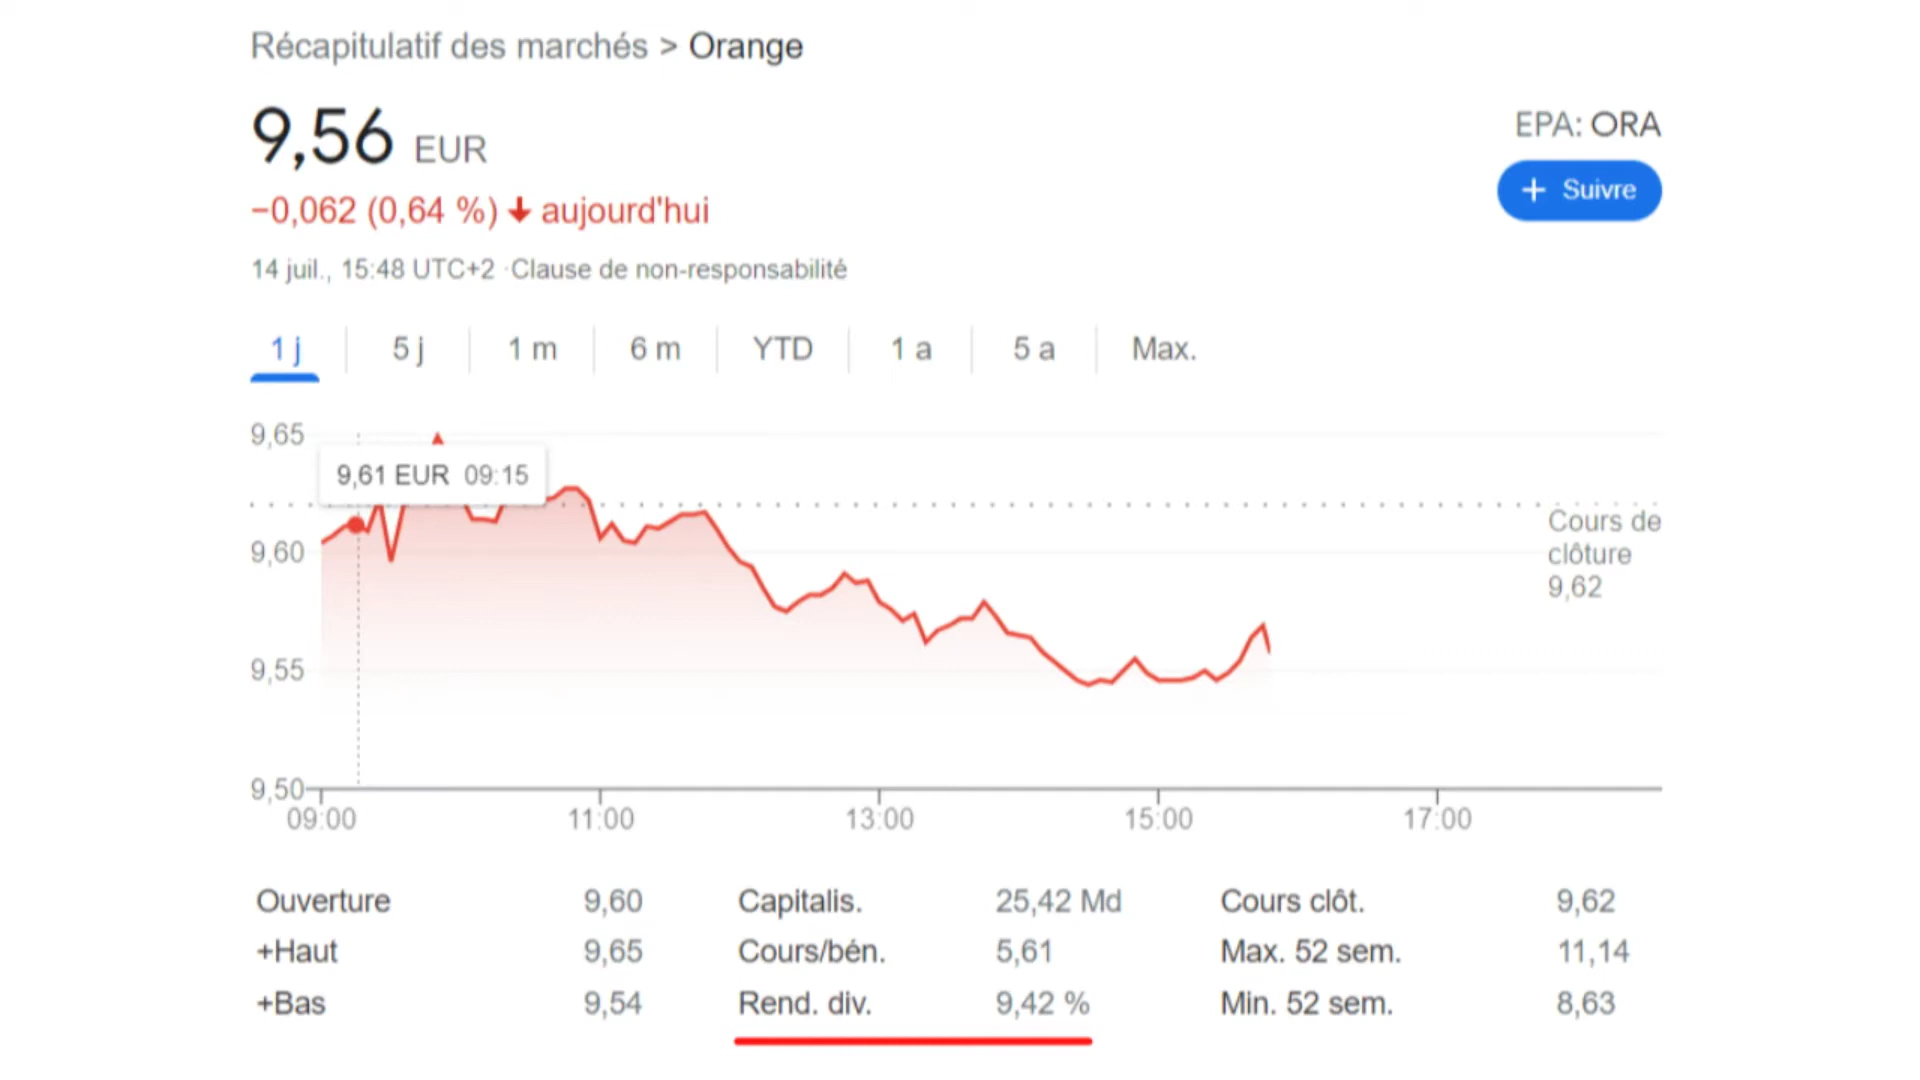 Récapitulatif des marchés > Orange
9,56 EUR
EPA: ORA
+ Suivre
−0,062 (0,64 %) ↓ aujourd'hui
14 juil., 15:48 UTC+2 · Clause de non-responsabilité
1 j 5 j 1 m 6 m YTD 1 a 5 a Max.
9,65
9,61 EUR 09:15
Cours de
clôture
9,62
9,60
9,55
9,50
09:00 11:00 13:00 15:00 17:00
Ouverture 9,60 Capitalis. 25,42 Md Cours clôt. 9,62
+Haut 9,65 Cours/bén. 5,61 Max. 52 sem. 11,14
+Bas 9,54 Rend. div. 9,42 % Min. 52 sem. 8,63